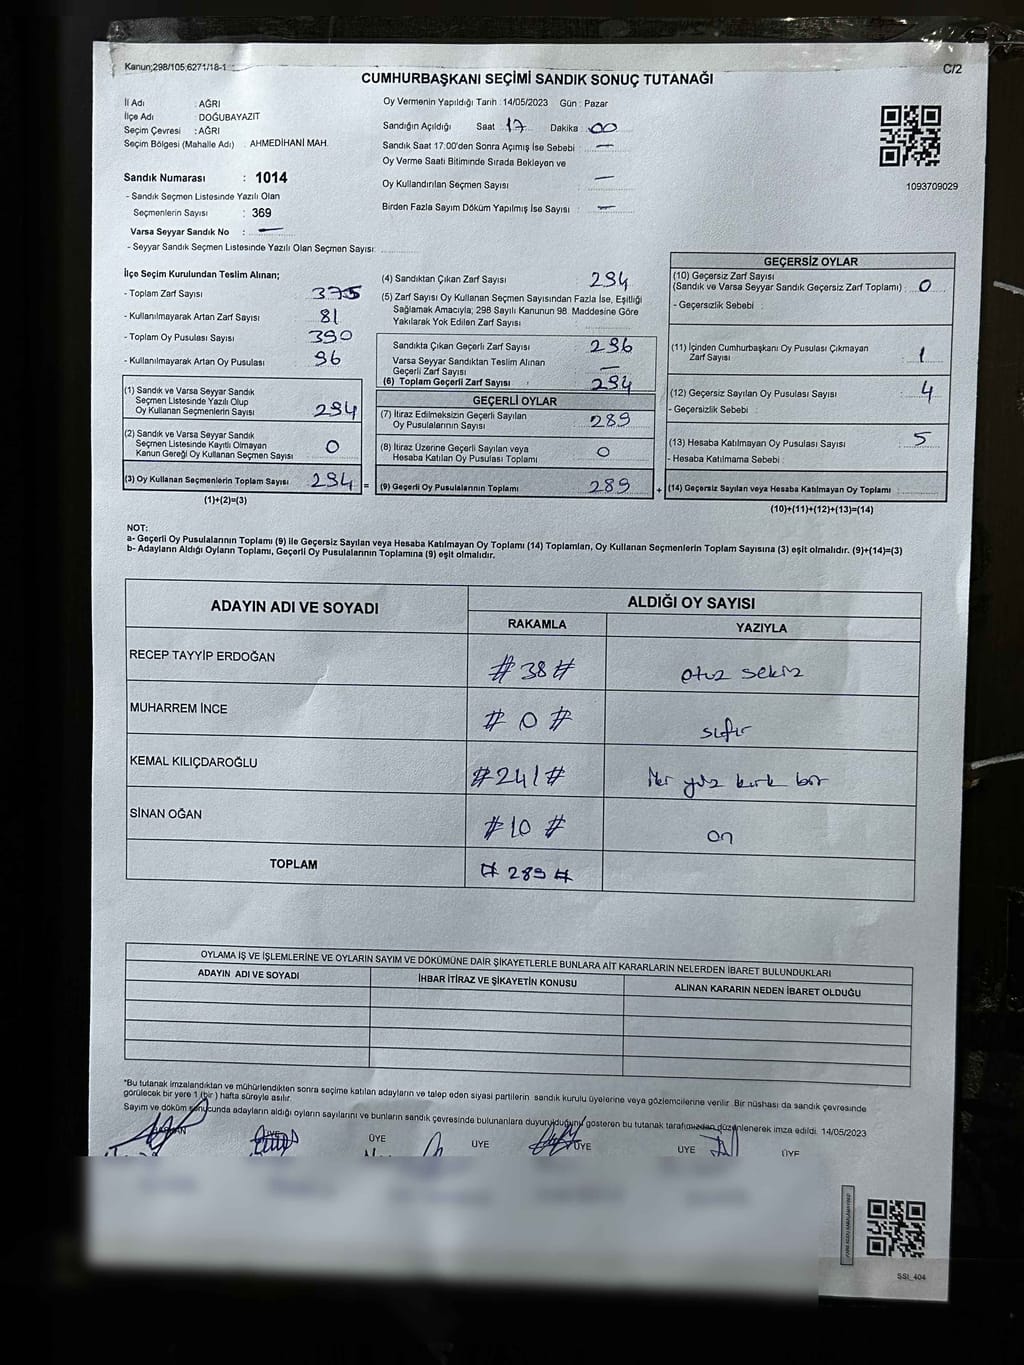 Kanun;298/105,6271/18-1
C/2
CUMHURBAŞKANI SEÇİMİ SANDIK SONUÇ TUTANAĞI
İl Adı : AĞRI
İlçe Adı : DOĞUBAYAZIT
Seçim Çevresi : AĞRI
Seçim Bölgesi (Mahalle Adı) : AHMEDİHANİ MAH.
Sandık Numarası : 1014
- Sandık Seçmen Listesinde Yazılı Olan
Seçmenlerin Sayısı : 369
Varsa Seyyar Sandık No : —
- Seyyar Sandık Seçmen Listesinde Yazılı Olan Seçmen Sayısı:
Oy Vermenin Yapıldığı Tarih : 14/05/2023 Gün : Pazar
Sandığın Açıldığı Saat : 17 Dakika : 00
Sandık Saat 17:00'den Sonra Açımış İse Sebebi : —
Oy Verme Saati Bitiminde Sırada Bekleyen ve
Oy Kullandırılan Seçmen Sayısı : —
Birden Fazla Sayım Döküm Yapılmış İse Sayısı : —
1093709029
İlçe Seçim Kurulundan Teslim Alınan;
- Toplam Zarf Sayısı : 375
- Kullanılmayarak Artan Zarf Sayısı : 81
- Toplam Oy Pusulası Sayısı : 390
- Kullanılmayarak Artan Oy Pusulası : 96
(1) Sandık ve Varsa Seyyar Sandık
Seçmen Listesinde Yazılı Olup
Oy Kullanan Seçmenlerin Sayısı : 294
(2) Sandık ve Varsa Seyyar Sandık
Seçmen Listesinde Kayıtlı Olmayan
Kanun Gereği Oy Kullanan Seçmen Sayısı : 0
(3) Oy Kullanan Seçmenlerin Toplam Sayısı : 294 =
(1)+(2)=(3)
(4) Sandıktan Çıkan Zarf Sayısı : 294
(5) Zarf Sayısı Oy Kullanan Seçmen Sayısından Fazla İse, Eşitliği
Sağlamak Amacıyla; 298 Sayılı Kanunun 98. Maddesine Göre
Yakılarak Yok Edilen Zarf Sayısı :
Sandıkta Çıkan Geçerli Zarf Sayısı : 296
Varsa Seyyar Sandıktan Teslim Alınan
Geçerli Zarf Sayısı : —
(6) Toplam Geçerli Zarf Sayısı : 294
GEÇERLİ OYLAR
(7) İtiraz Edilmeksizin Geçerli Sayılan
Oy Pusulalarının Sayısı : 289
(8) İtiraz Üzerine Geçerli Sayılan veya
Hesaba Katılan Oy Pusulası Toplamı : 0
(9) Geçerli Oy Pusulalarının Toplamı : 289 +
GEÇERSİZ OYLAR
(10) Geçersiz Zarf Sayısı
(Sandık ve Varsa Seyyar Sandık Geçersiz Zarf Toplamı) : 0
- Geçersizlik Sebebi :
(11) İçinden Cumhurbaşkanı Oy Pusulası Çıkmayan
Zarf Sayısı : 1
(12) Geçersiz Sayılan Oy Pusulası Sayısı : 4
- Geçersizlik Sebebi :
(13) Hesaba Katılmayan Oy Pusulası Sayısı : 5
- Hesaba Katılmama Sebebi :
(14) Geçersiz Sayılan veya Hesaba Katılmayan Oy Toplamı :
(10)+(11)+(12)+(13)=(14)
NOT:
a- Geçerli Oy Pusulalarının Toplamı (9) ile Geçersiz Sayılan veya Hesaba Katılmayan Oy Toplamı (14) Toplamları, Oy Kullanan Seçmenlerin Toplam Sayısına (3) eşit olmalıdır. (9)+(14)=(3)
b- Adayların Aldığı Oyların Toplamı, Geçerli Oy Pusulalarının Toplamına (9) eşit olmalıdır.
ADAYIN ADI VE SOYADI ALDIĞI OY SAYISI
RAKAMLA YAZIYLA
RECEP TAYYİP ERDOĞAN # 38 # otuz sekiz
MUHARREM İNCE # 0 # sıfır
KEMAL KILIÇDAROĞLU # 241 # iki yüz kırk bir
SİNAN OĞAN # 10 # on
TOPLAM # 289 #
OYLAMA İŞ VE İŞLEMLERİNE VE OYLARIN SAYIM VE DÖKÜMÜNE DAİR ŞİKAYETLERLE BUNLARA AİT KARARLARIN NELERDEN İBARET BULUNDUKLARI
ADAYIN ADI VE SOYADI İHBAR İTİRAZ VE ŞİKAYETİN KONUSU ALINAN KARARIN NEDEN İBARET OLDUĞU
*Bu tutanak imzalandıktan ve mühürlendikten sonra seçime katılan adayların ve talep eden siyasi partilerin sandık kurulu üyelerine veya gözlemcilerine verilir. Bir nüshası da sandık çevresinde
görülecek bir yere 1 (bir ) hafta süreyle asılır.
Sayım ve döküm sonucunda adayların aldığı oyların sayılarını ve bunların sandık çevresinde bulunanlara duyurulduğunu gösteren bu tutanak tarafımızdan düzenlenerek imza edildi. 14/05/2023
BAŞKAN ÜYE ÜYE ÜYE ÜYE ÜYE ÜYE
SSI_404